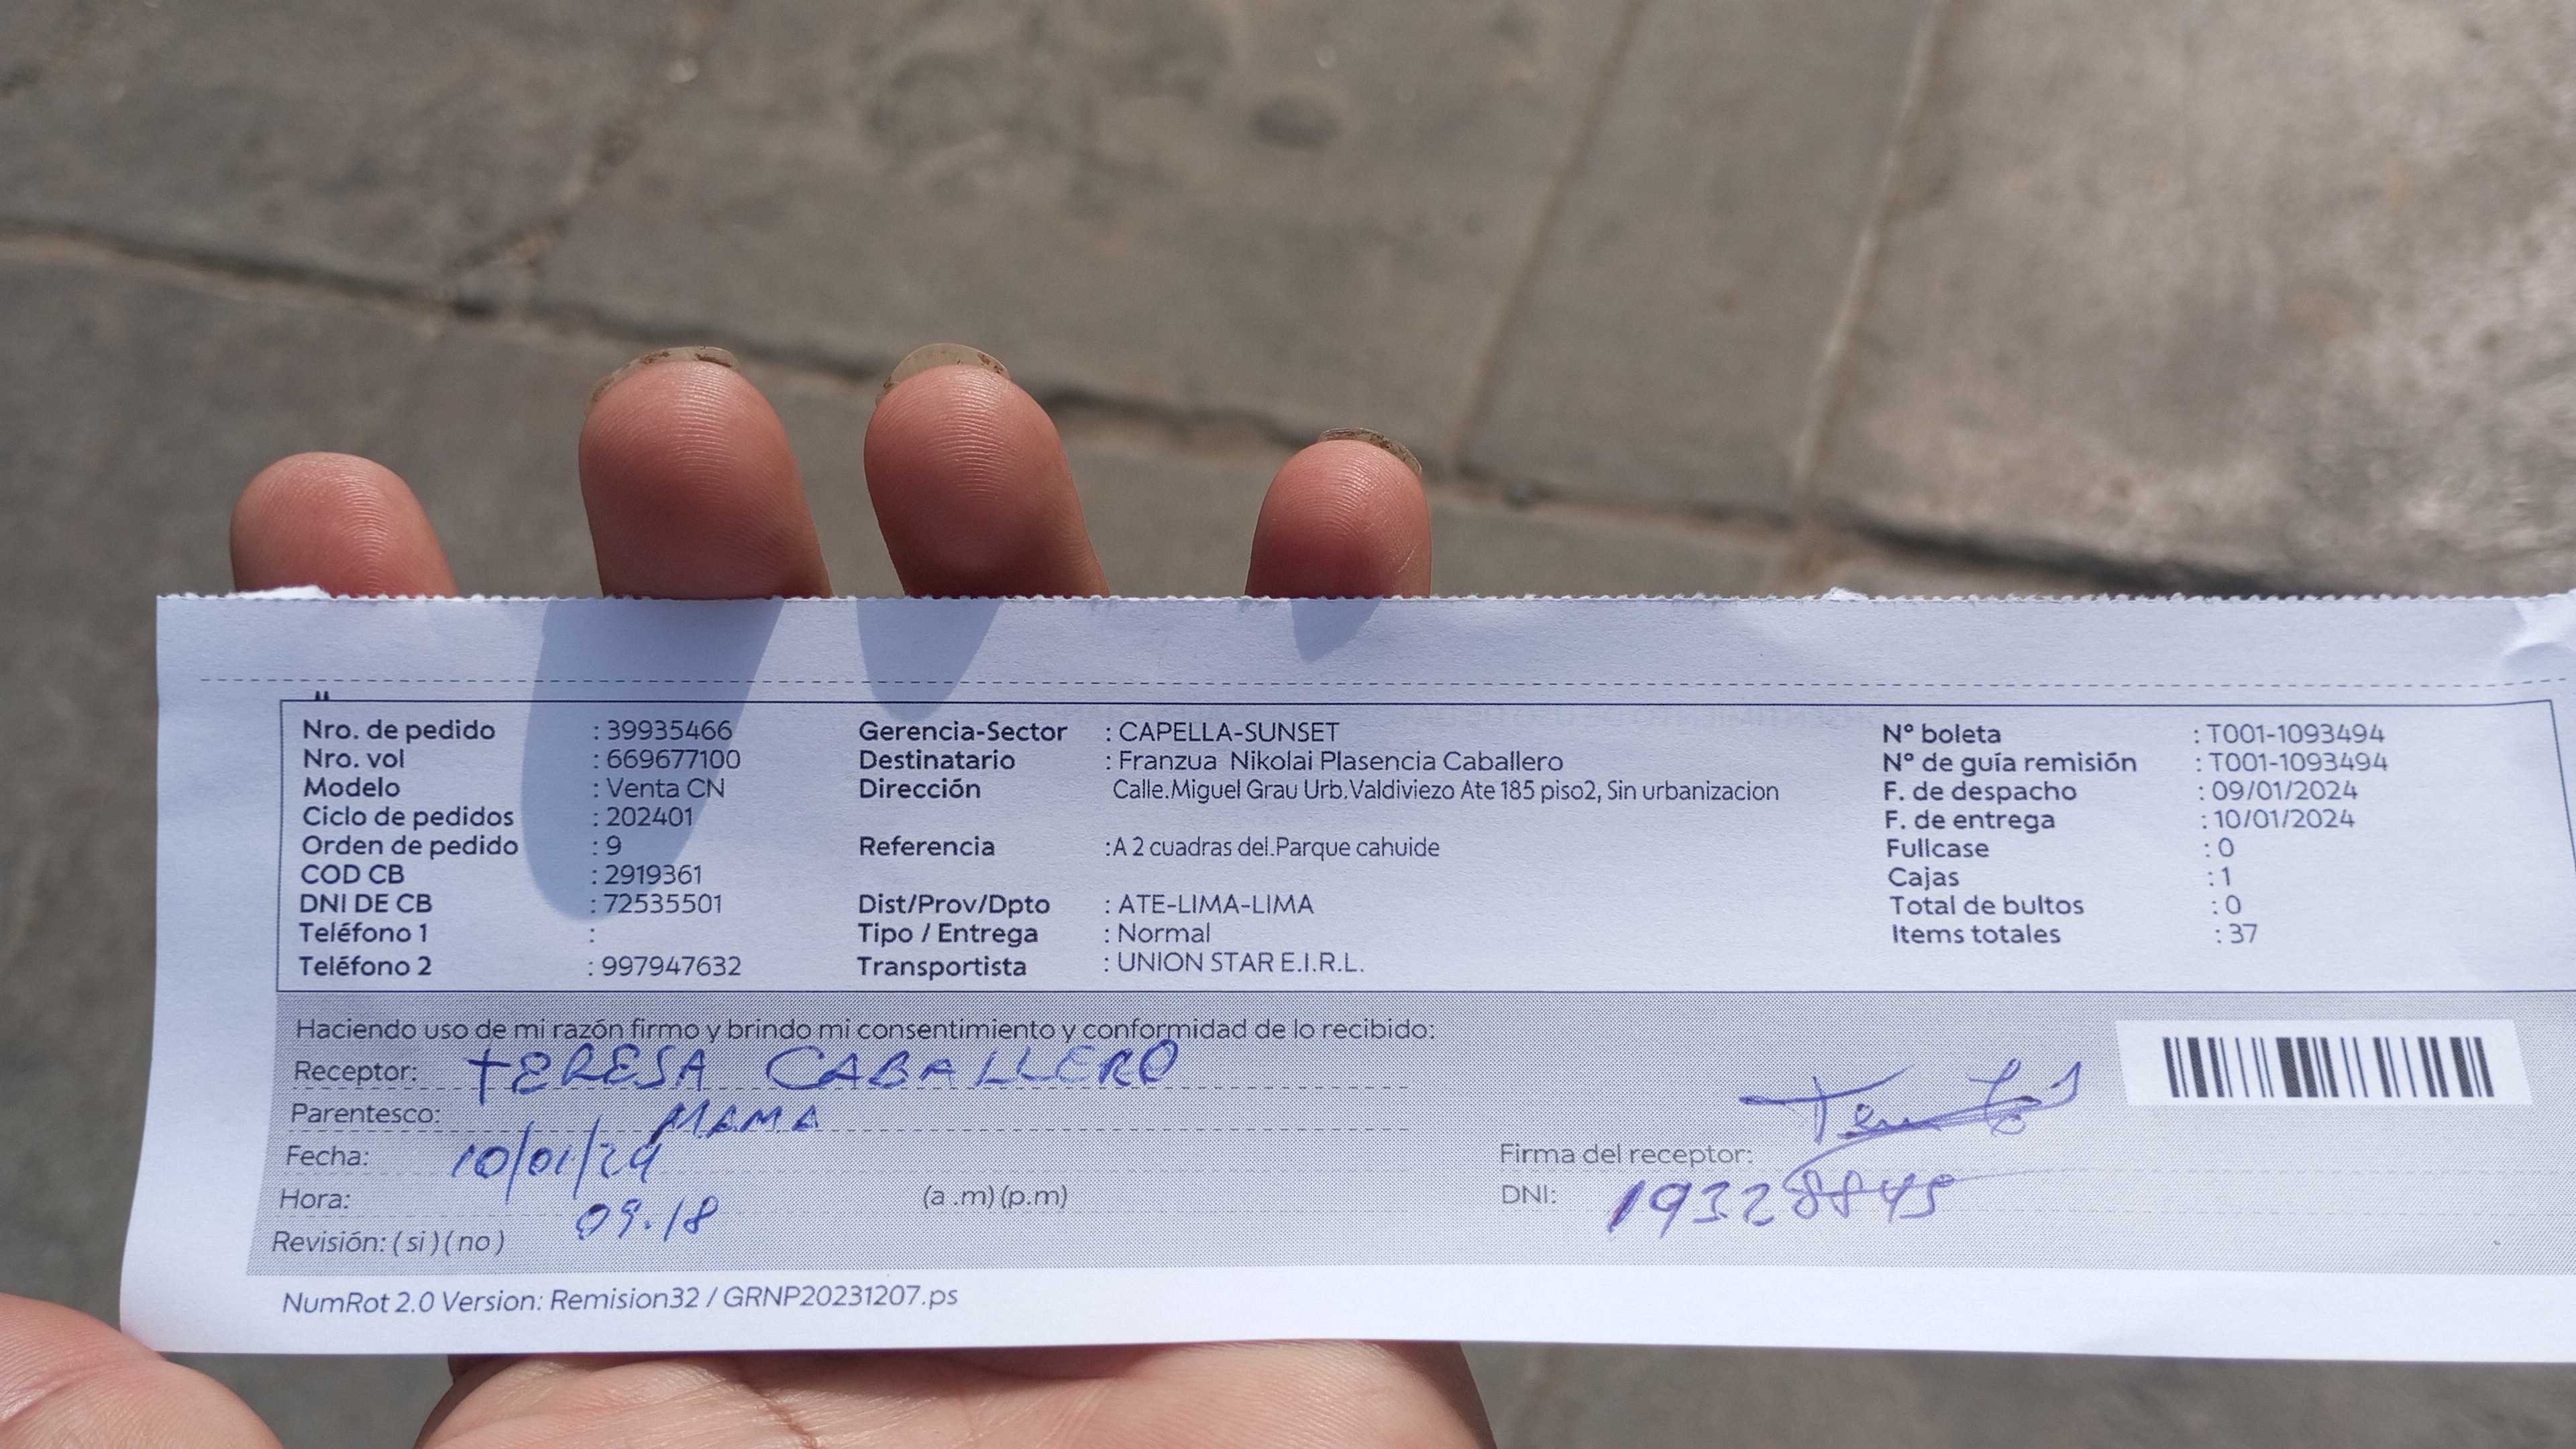 Nro. de pedido : 39935466
Nro. vol : 669677100
Modelo : Venta CN
Ciclo de pedidos : 202401
Orden de pedido : 9
COD CB : 2919361
DNI DE CB : 72535501
Teléfono 1 :
Teléfono 2 : 997947632
Gerencia-Sector : CAPELLA-SUNSET
Destinatario : Franzua Nikolai Plasencia Caballero
Dirección Calle.Miguel Grau Urb.Valdiviezo Ate 185 piso2, Sin urbanizacion
Referencia :A 2 cuadras del.Parque cahuide
Dist/Prov/Dpto : ATE-LIMA-LIMA
Tipo / Entrega : Normal
Transportista : UNION STAR E.I.R.L.
Nº boleta : T001-1093494
Nº de guía remisión : T001-1093494
F. de despacho : 09/01/2024
F. de entrega : 10/01/2024
Fullcase : 0
Cajas : 1
Total de bultos : 0
Items totales : 37
Haciendo uso de mi razón firmo y brindo mi consentimiento y conformidad de lo recibido:
Receptor: TERESA CABALLERO
Parentesco: MAMA
Fecha: 10/01/24
Hora: 09.18 (a .m) (p.m)
Revisión: ( si ) ( no )
Firma del receptor:
DNI: 19328845
NumRot 2.0 Version: Remision32 / GRNP20231207.ps